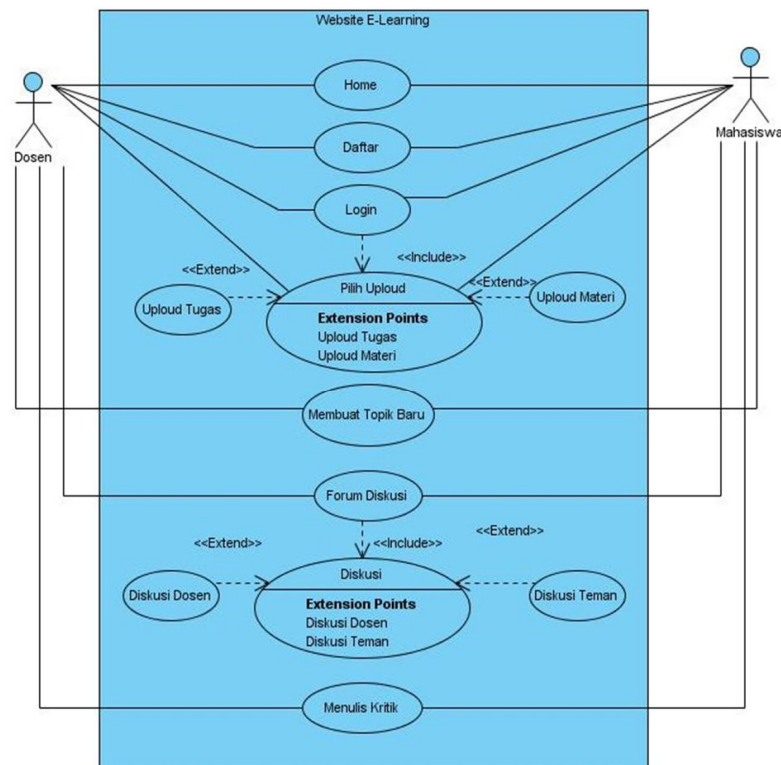 Website E-Learning
Home
Dosen
Mahasiswa
Daftar
Login
<<Include>>
<<Extend>>
<<Extend>>
Pilih Uploud
Uploud Tugas
Uploud Materi
Extension Points
Uploud Tugas
Uploud Materi
Membuat Topik Baru
Forum Diskusi
<<Extend>>
<<Include>>
<<Extend>>
Diskusi
Diskusi Dosen
Diskusi Teman
Extension Points
Diskusi Dosen
Diskusi Teman
Menulis Kritik